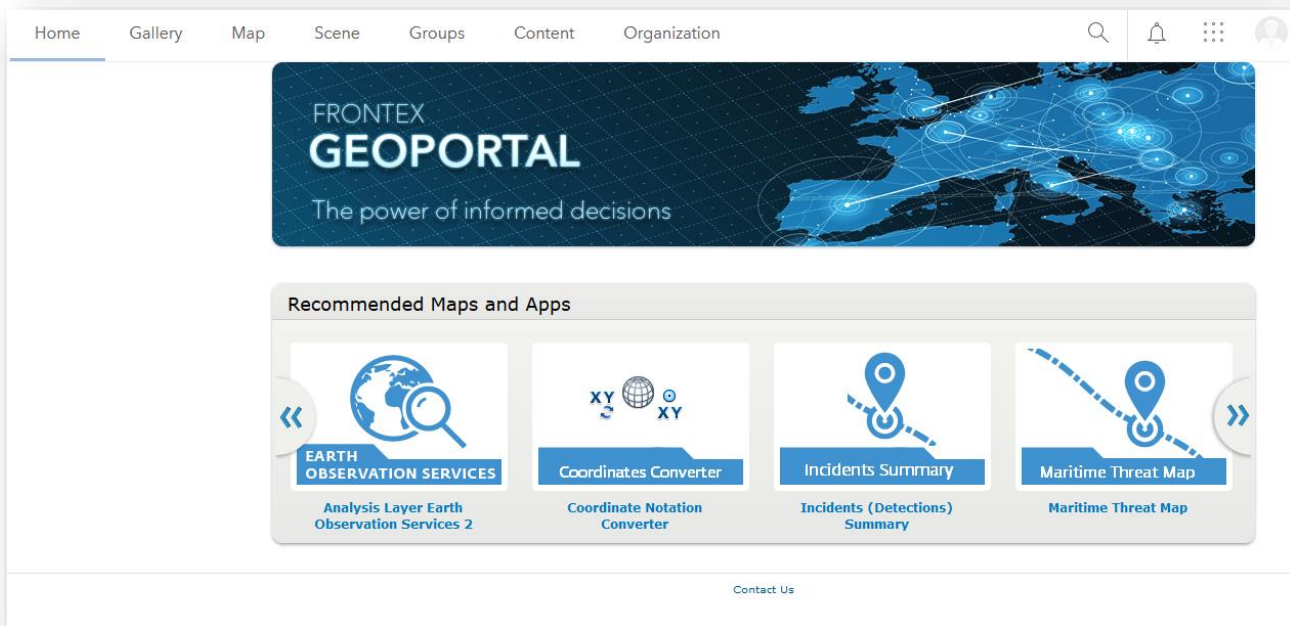 Home Gallery Map Scene Groups Content Organization
FRONTEX
GEOPORTAL
The power of informed decisions
Recommended Maps and Apps
EARTH
OBSERVATION SERVICES
Analysis Layer Earth
Observation Services 2
XY
XY
Coordinates Converter
Coordinate Notation
Converter
Incidents Summary
Incidents (Detections)
Summary
Maritime Threat Map
Maritime Threat Map
Contact Us